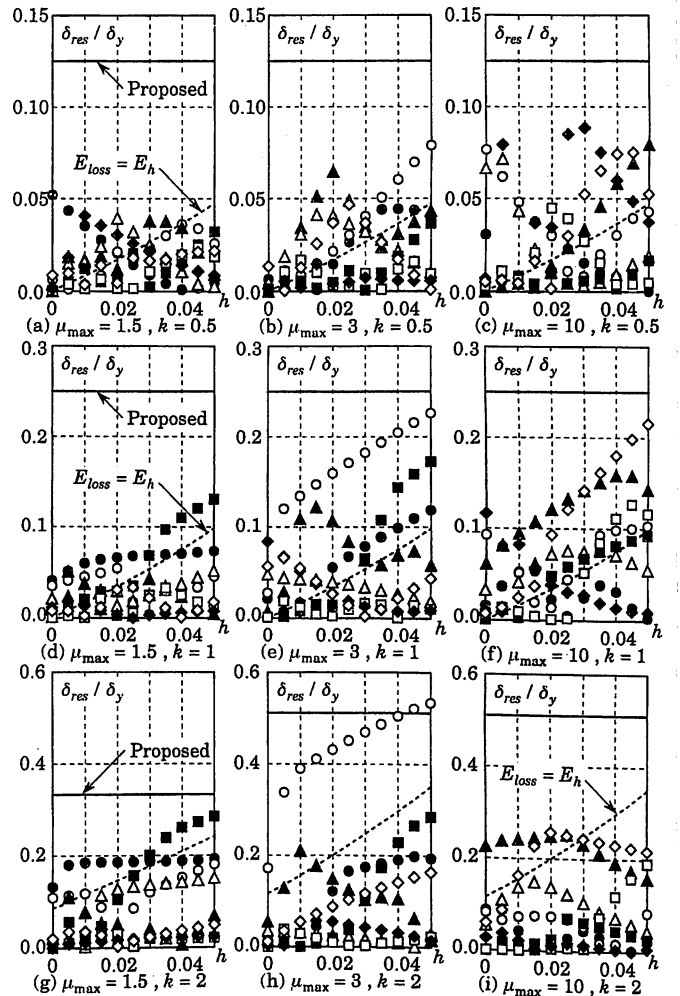 0.15
δres / δy
Proposed
0.10
Eloss = Eh
0.05
0.0
0 0.02 0.04 h
(a) μmax = 1.5 , k = 0.5
0.15
δres / δy
0.10
0.05
0.0
0 0.02 0.04 h
(b) μmax = 3 , k = 0.5
0.15
δres / δy
0.10
0.05
0.0
0 0.02 0.04 h
(c) μmax = 10 , k = 0.5
0.3
δres / δy
Proposed
0.2
Eloss = Eh
0.1
0.0
0 0.02 0.04 h
(d) μmax = 1.5 , k = 1
0.3
δres / δy
0.2
0.1
0.0
0 0.02 0.04 h
(e) μmax = 3 , k = 1
0.3
δres / δy
0.2
0.1
0.0
0 0.02 0.04 h
(f) μmax = 10 , k = 1
0.6
δres / δy
Proposed
0.4
0.2
0.0
0 0.02 0.04 h
(g) μmax = 1.5 , k = 2
0.6
δres / δy
0.4
0.2
0.0
0 0.02 0.04 h
(h) μmax = 3 , k = 2
0.6
δres / δy
Eloss = Eh
0.4
0.2
0.0
0 0.02 0.04 h
(i) μmax = 10 , k = 2